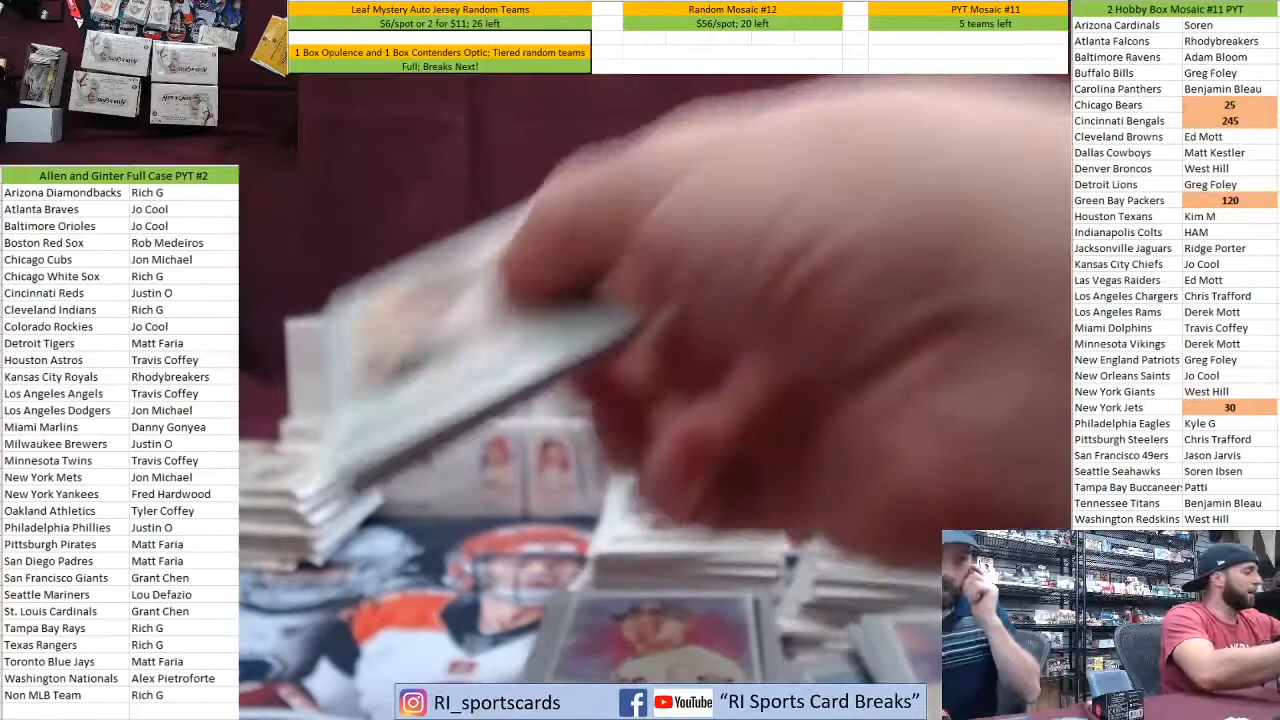 Leaf Mystery Auto Jersey Random Teams
$6/spot or 2 for $11; 26 left
1 Box Opulence and 1 Box Contenders Optic; Tiered random teams
Full; Breaks Next!
Random Mosaic #12
$56/spot; 20 left
PYT Mosaic #11
5 teams left
2 Hobby Box Mosaic #11 PYT
Arizona Cardinals Soren
Atlanta Falcons Rhodybreakers
Baltimore Ravens Adam Bloom
Buffalo Bills Greg Foley
Carolina Panthers Benjamin Bleau
Chicago Bears 25
Cincinnati Bengals 245
Cleveland Browns Ed Mott
Dallas Cowboys Matt Kestler
Denver Broncos West Hill
Detroit Lions Greg Foley
Green Bay Packers 120
Houston Texans Kim M
Indianapolis Colts HAM
Jacksonville Jaguars Ridge Porter
Kansas City Chiefs Jo Cool
Las Vegas Raiders Ed Mott
Los Angeles Chargers Chris Trafford
Los Angeles Rams Derek Mott
Miami Dolphins Travis Coffey
Minnesota Vikings Derek Mott
New England Patriots Greg Foley
New Orleans Saints Jo Cool
New York Giants West Hill
New York Jets 30
Philadelphia Eagles Kyle G
Pittsburgh Steelers Chris Trafford
San Francisco 49ers Jason Jarvis
Seattle Seahawks Soren Ibsen
Tampa Bay Buccaneer Patti
Tennessee Titans Benjamin Bleau
Washington Redskins West Hill
Allen and Ginter Full Case PYT #2
Arizona Diamondbacks Rich G
Atlanta Braves Jo Cool
Baltimore Orioles Jo Cool
Boston Red Sox Rob Medeiros
Chicago Cubs Jon Michael
Chicago White Sox Rich G
Cincinnati Reds Justin O
Cleveland Indians Rich G
Colorado Rockies Jo Cool
Detroit Tigers Matt Faria
Houston Astros Travis Coffey
Kansas City Royals Rhodybreakers
Los Angeles Angels Travis Coffey
Los Angeles Dodgers Jon Michael
Miami Marlins Danny Gonyea
Milwaukee Brewers Justin O
Minnesota Twins Travis Coffey
New York Mets Jon Michael
New York Yankees Fred Hardwood
Oakland Athletics Tyler Coffey
Philadelphia Phillies Justin O
Pittsburgh Pirates Matt Faria
San Diego Padres Matt Faria
San Francisco Giants Grant Chen
Seattle Mariners Lou Defazio
St. Louis Cardinals Grant Chen
Tampa Bay Rays Rich G
Texas Rangers Rich G
Toronto Blue Jays Matt Faria
Washington Nationals Alex Pietroforte
Non MLB Team Rich G
RI_sportscards
YouTube "RI Sports Card Breaks"